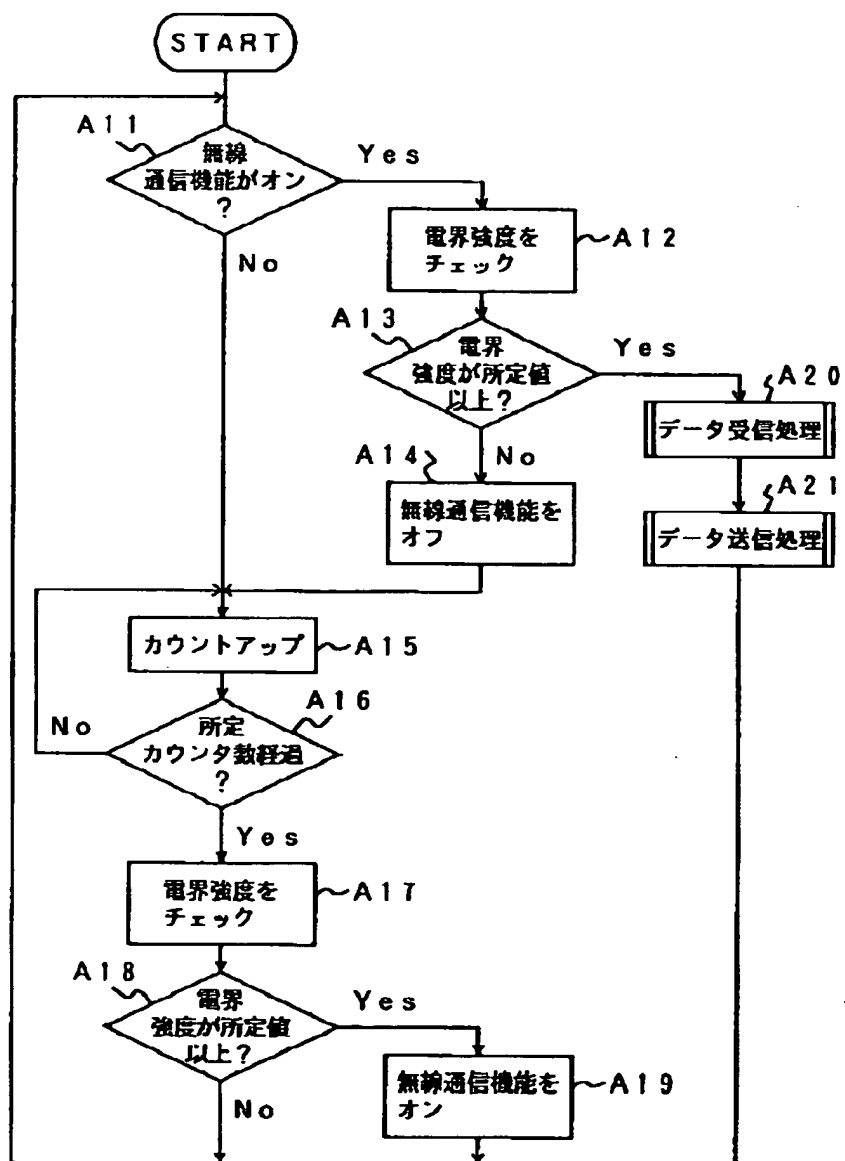 START
A11
無線
通信機能がオン
?
Yes
No
電界強度を
チェック
A12
A13
電界
強度が所定値
以上?
Yes
No
A20
データ受信処理
A21
データ送信処理
A14
無線通信機能を
オフ
カウントアップ
A15
A16
所定
カウンタ数経過
?
No
Yes
電界強度を
チェック
A17
A18
電界
強度が所定値
以上?
Yes
No
無線通信機能を
オン
A19